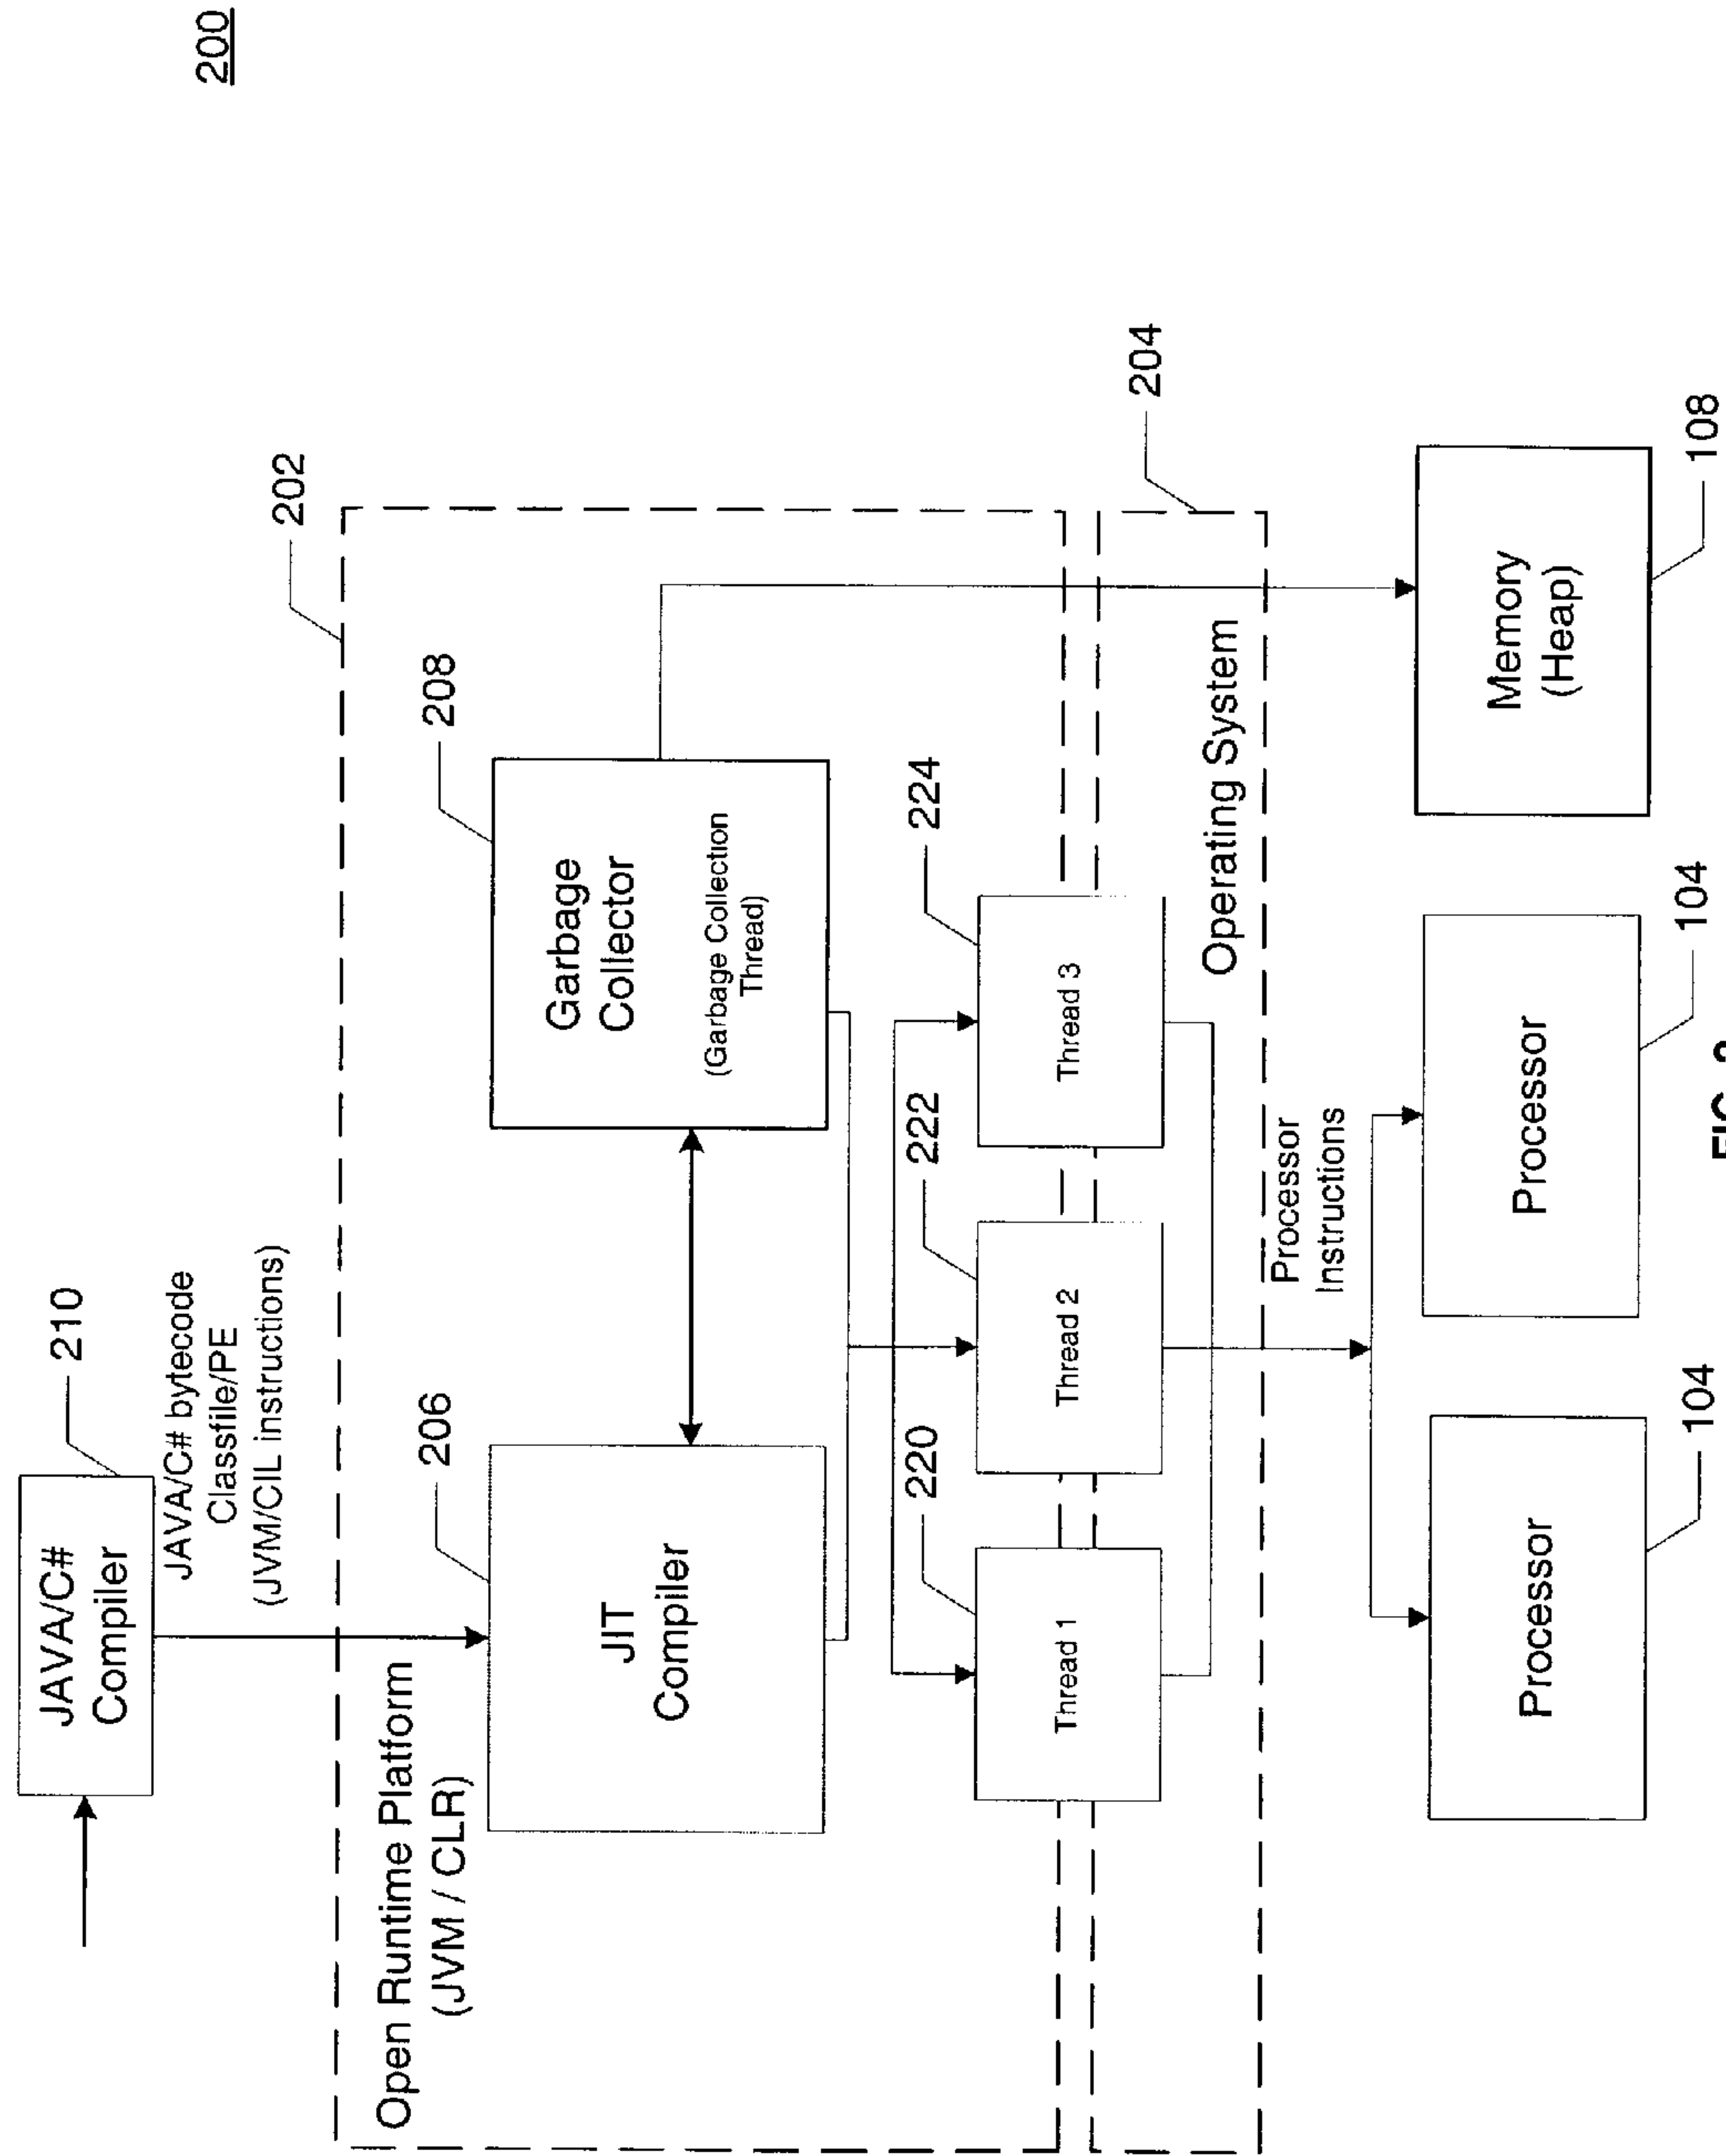 200
JAVA/C#
Compiler
210
JAVA/C# bytecode
Classfile/PE
(JVM/CIL instructions)
202
Open Runtime Platform
(JVM / CLR)
206
JIT
Compiler
208
Garbage
Collector
(Garbage Collection
Thread)
220
Thread 1
222
Thread 2
224
Thread 3
204
Operating System
Processor
Instructions
Processor
104
Processor
104
Memory
(Heap)
108
FIG.